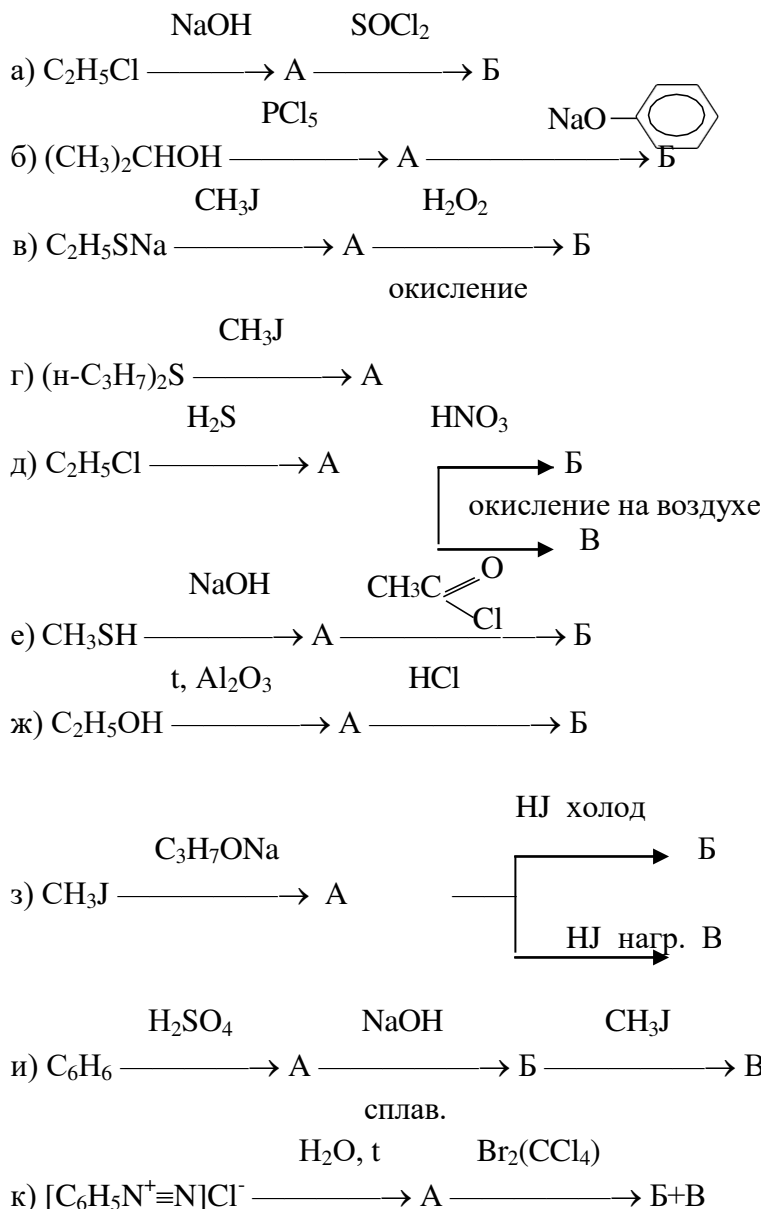 NaOH SOCl₂
а) C₂H₅Cl → А → Б
PCl₅ NaO
б) (CH₃)₂CHOH → А → Б
CH₃J H₂O₂
в) C₂H₅SNa → А → Б
окисление
CH₃J
г) (н-C₃H₇)₂S → А
H₂S HNO₃
д) C₂H₅Cl → А → Б
окисление на воздухе
→ В
NaOH CH₃C O Cl
е) CH₃SH → А → Б
t, Al₂O₃ HCl
ж) C₂H₅OH → А → Б
HJ холод
C₃H₇ONa → Б
з) CH₃J → А
HJ нагр. В
H₂SO₄ NaOH CH₃J
и) C₆H₆ → А → Б → В
сплав.
H₂O, t Br₂(CCl₄)
к) [C₆H₅N⁺≡N]Cl⁻ → А → Б+В